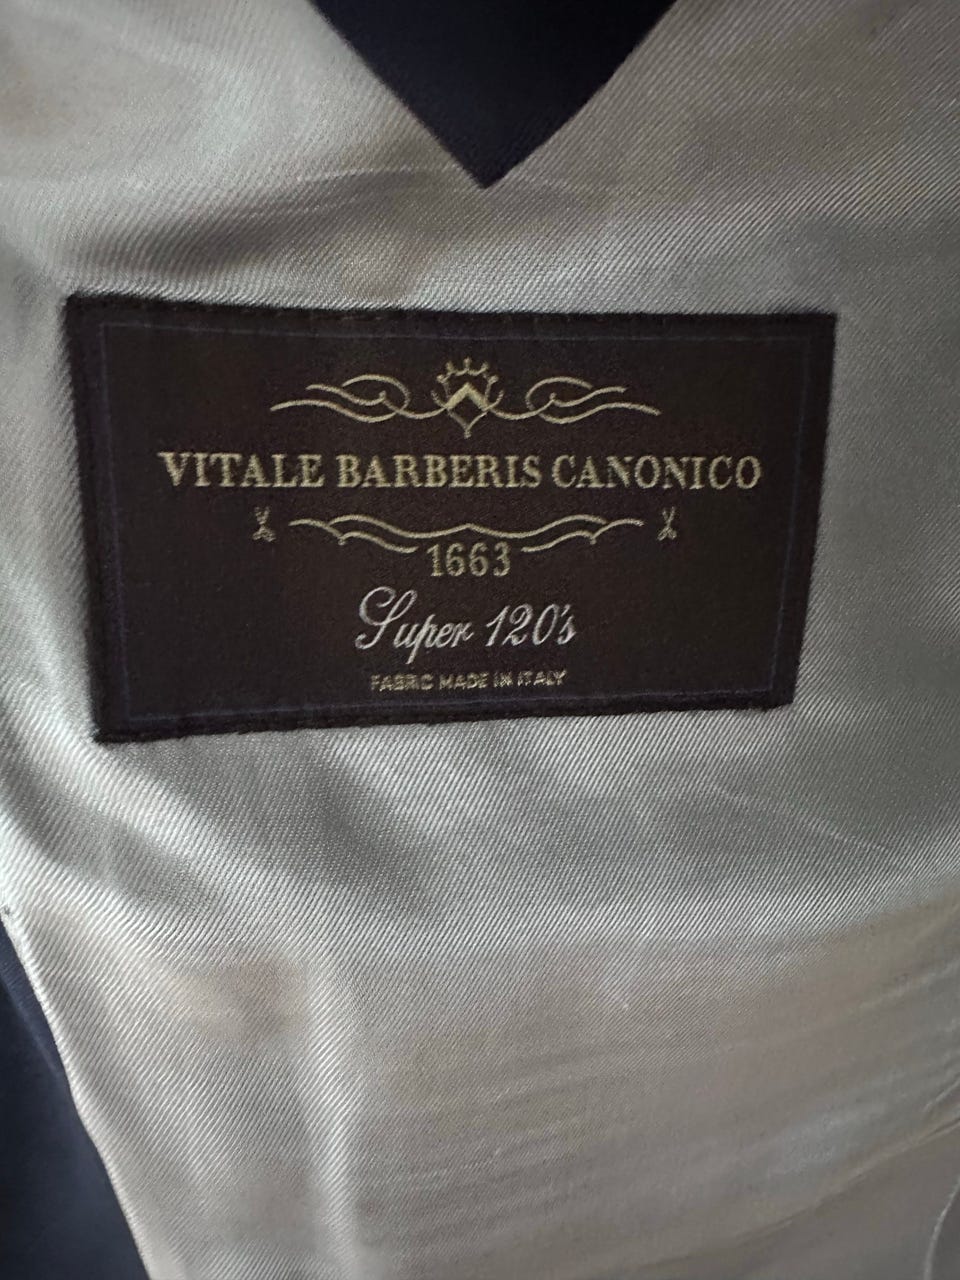 VITALE BARBERIS CANONICO
1663
Super 120's
FABRIC MADE IN ITALY